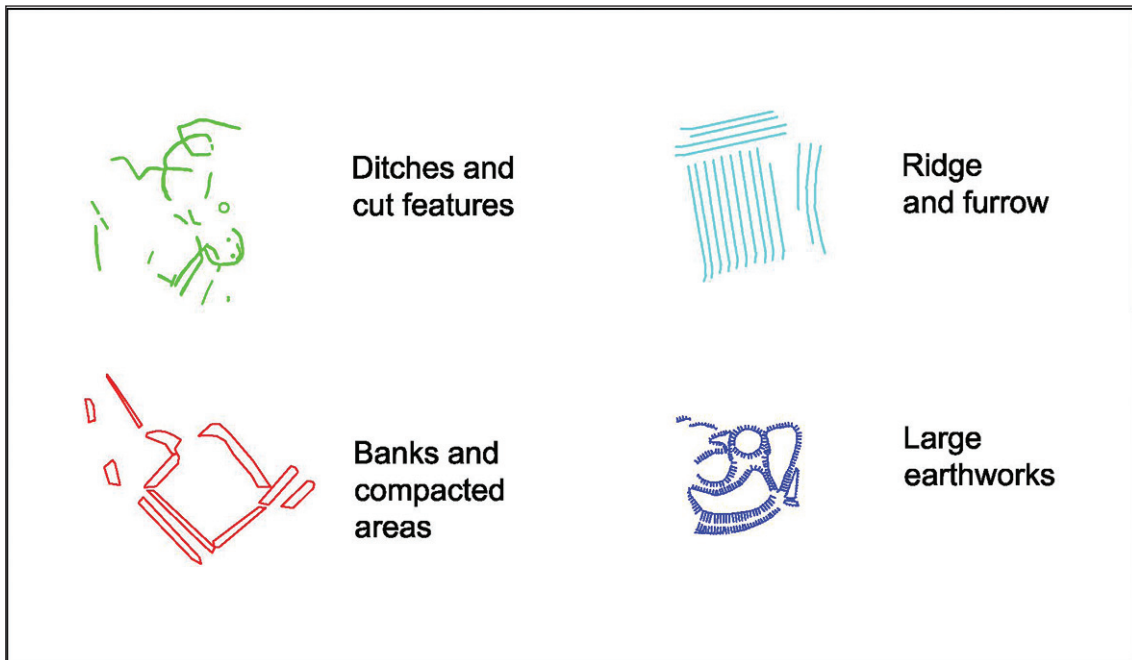 Ditches and
cut features
Ridge
and furrow
Banks and
compacted
areas
Large
earthworks